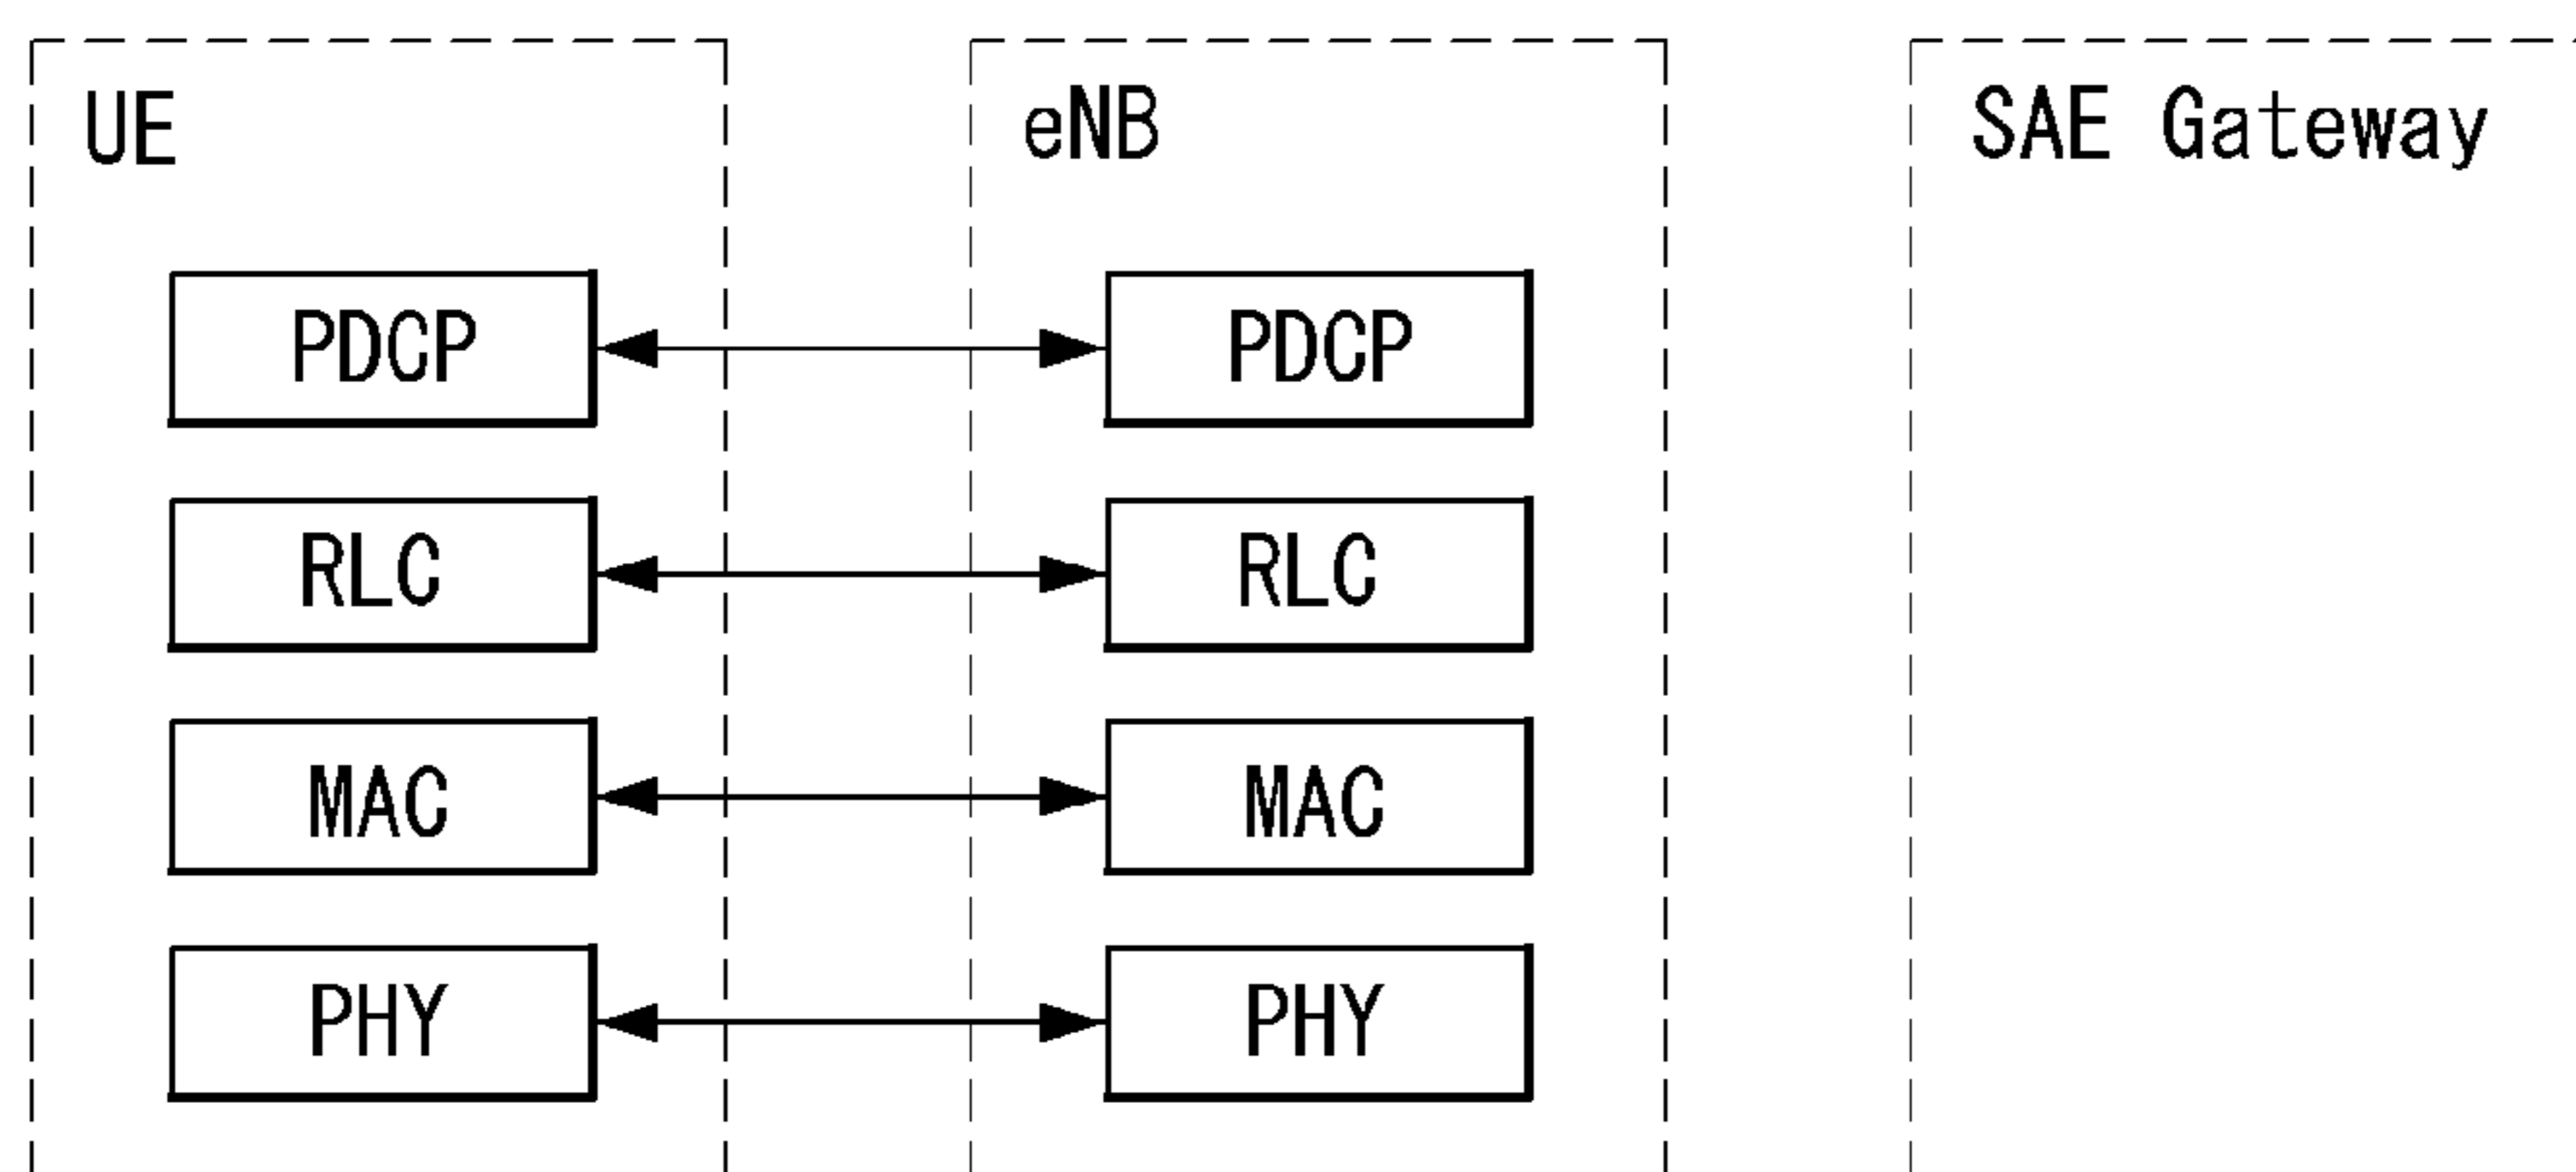 UE
eNB
SAE Gateway
PDCP
PDCP
RLC
RLC
MAC
MAC
PHY
PHY